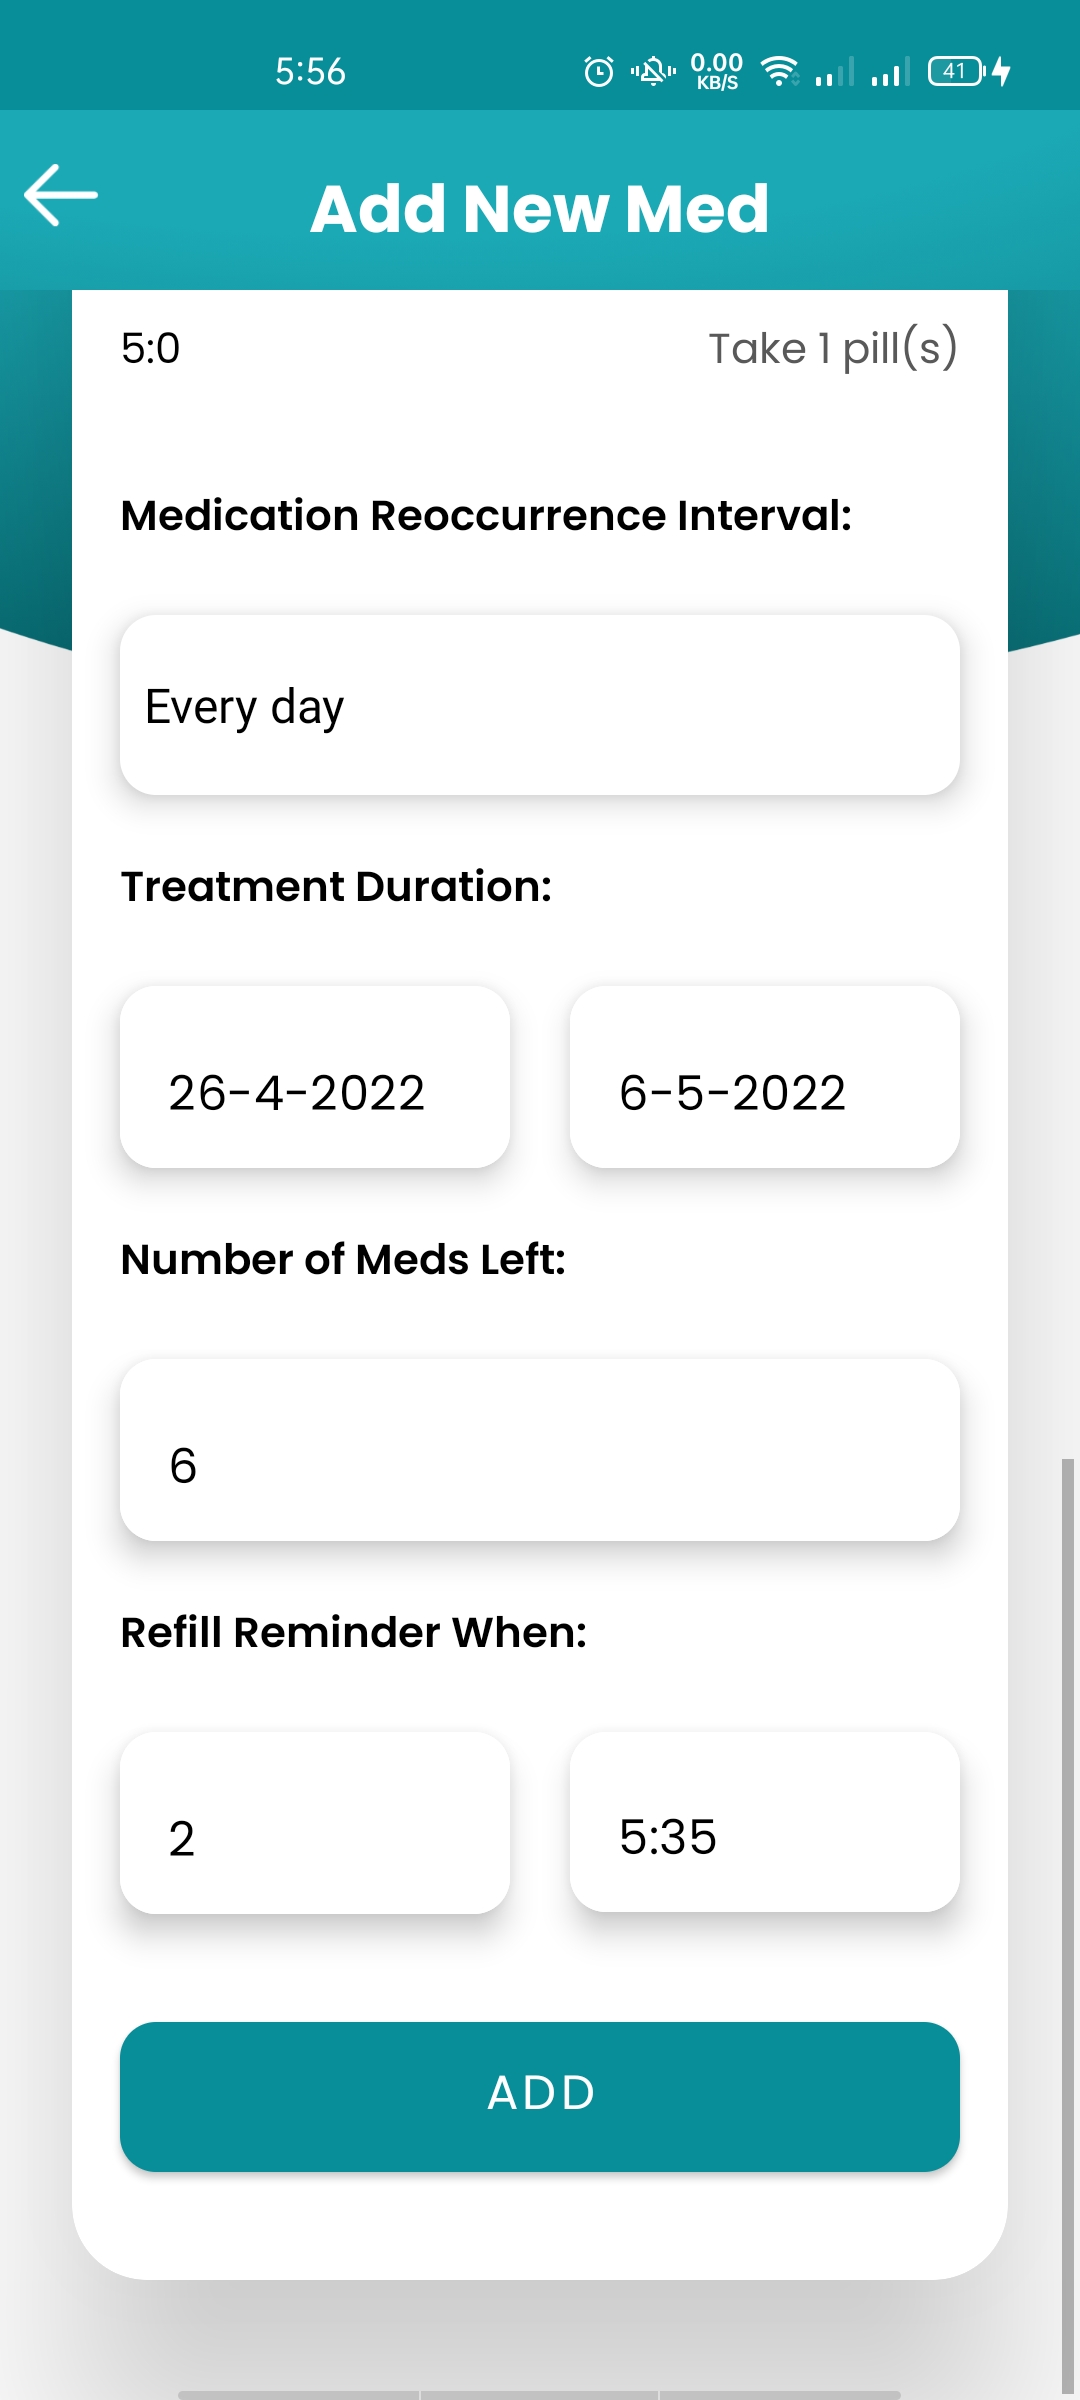 5:56
0.00
KB/S
41
Add New Med
5:0 Take 1 pill(s)
Medication Reoccurrence Interval:
Every day
Treatment Duration:
26-4-2022 6-5-2022
Number of Meds Left:
6
Refill Reminder When:
2 5:35
ADD